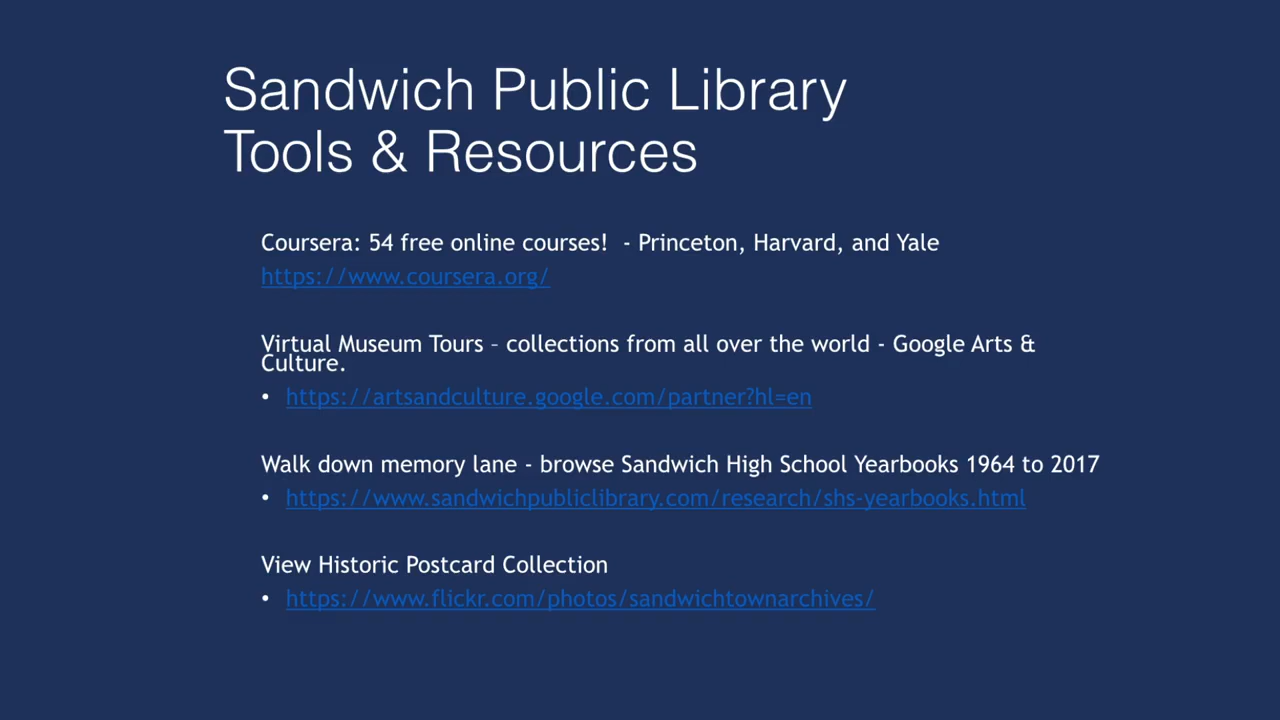 Sandwich Public Library
Tools & Resources
Coursera: 54 free online courses!  - Princeton, Harvard, and Yale
https://www.coursera.org/
Virtual Museum Tours – collections from all over the world - Google Arts &
Culture.
• https://artsandculture.google.com/partner?hl=en
Walk down memory lane - browse Sandwich High School Yearbooks 1964 to 2017
• https://www.sandwichpubliclibrary.com/research/shs-yearbooks.html
View Historic Postcard Collection
• https://www.flickr.com/photos/sandwichtownarchives/